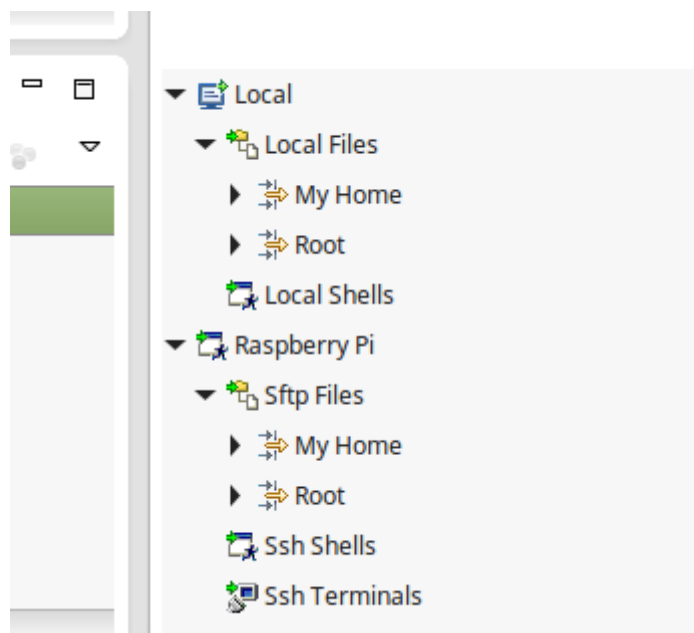 Local
Local Files
My Home
Root
Local Shells
Raspberry Pi
Sftp Files
My Home
Root
Ssh Shells
Ssh Terminals